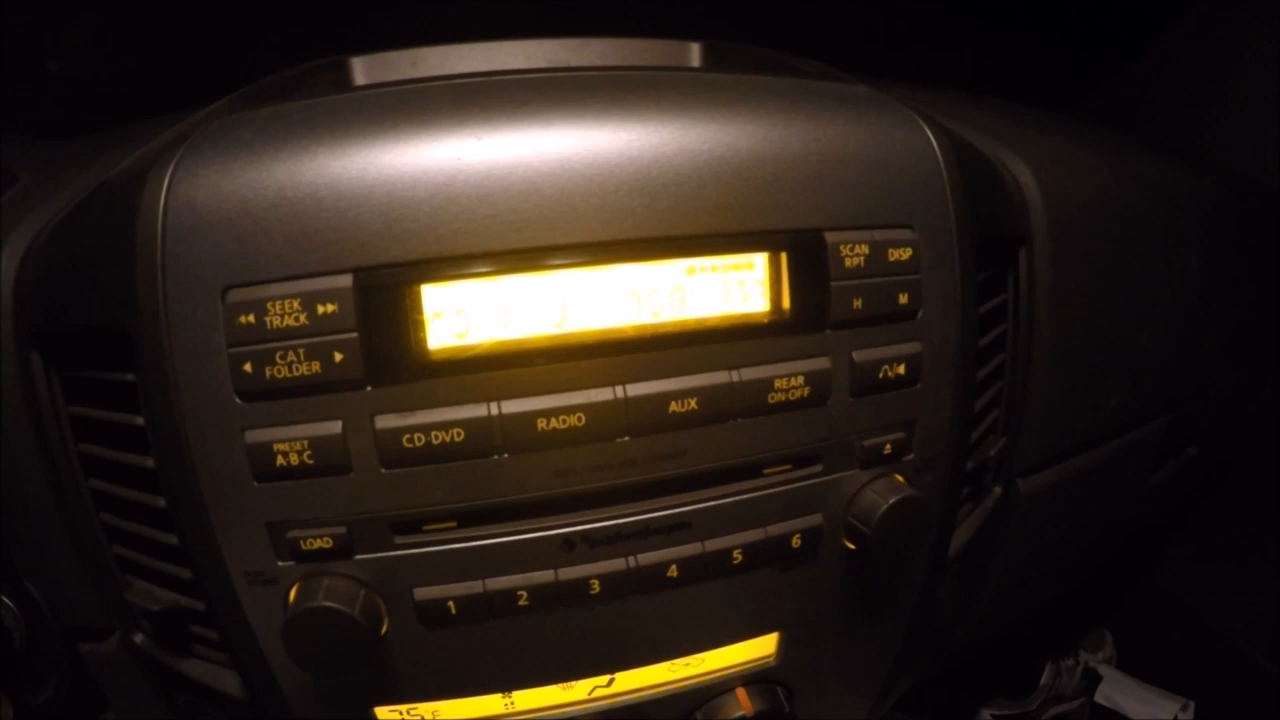 SCAN
RPT
DISP
SEEK
TRACK
H
M
CAT
FOLDER
CD·DVD
RADIO
AUX
REAR
ON·OFF
PRESET
A·B·C
LOAD
1
2
3
4
5
6
75°F